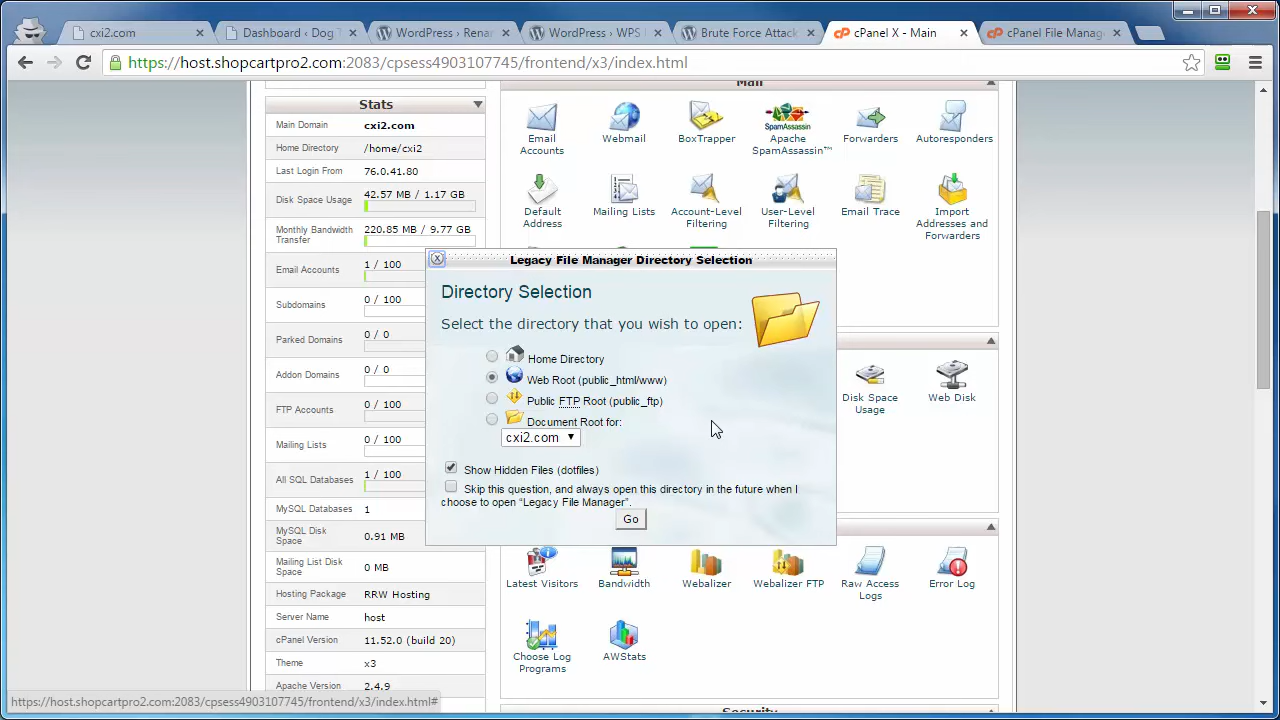 cxi2.com
Dashboard ‹ Dog T
WordPress › Renan
WordPress › WPS
Brute Force Attack
cPanel X - Main
cPanel File Manag
https://host.shopcartpro2.com:2083/cpsess4903107745/frontend/x3/index.html
Stats
Main Domain
cxi2.com
Home Directory
/home/cxi2
Last Login From
76.0.41.80
Disk Space Usage
42.57 MB / 1.17 GB
Monthly Bandwidth
Transfer
220.85 MB / 9.77 GB
Email Accounts
1 / 100
Subdomains
0 / 100
Parked Domains
0 / 0
Addon Domains
0 / 0
FTP Accounts
0 / 100
Mailing Lists
0 / 100
All SQL Databases
1 / 100
MySQL Databases
1
MySQL Disk
Space
0.91 MB
Mailing List Disk
Space
0 MB
Hosting Package
RRW Hosting
Server Name
host
cPanel Version
11.52.0 (build 20)
Theme
x3
Apache Version
2.4.9
Mail
Email
Accounts
Webmail
BoxTrapper
SPAMASSASSIN
Apache
SpamAssassin™
Forwarders
Autoresponders
Default
Address
Mailing Lists
Account-Level
Filtering
User-Level
Filtering
Email Trace
Import
Addresses and
Forwarders
X
Legacy File Manager Directory Selection
Directory Selection
Select the directory that you wish to open:
Home Directory
Web Root (public_html/www)
Public FTP Root (public_ftp)
Document Root for:
cxi2.com
Show Hidden Files (dotfiles)
Skip this question, and always open this directory in the future when I
choose to open “Legacy File Manager”.
Go
Disk Space
Usage
Web Disk
Latest Visitors
Bandwidth
Webalizer
Webalizer FTP
Raw Access
Logs
Error Log
Choose Log
Programs
AWStats
Security
https://host.shopcartpro2.com:2083/cpsess4903107745/frontend/x3/index.html#